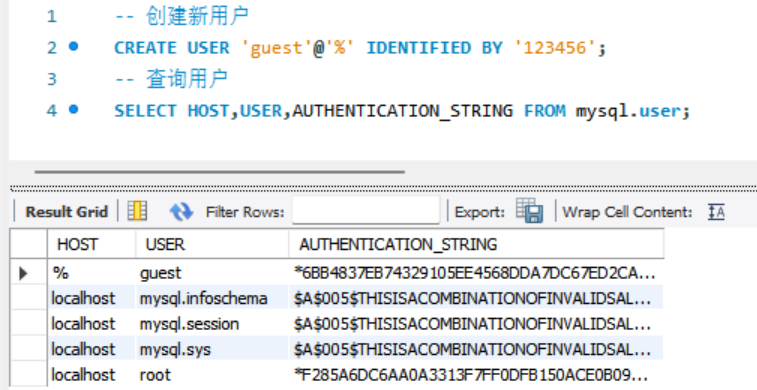 1 -- 创建新用户
2 CREATE USER 'guest'@'%' IDENTIFIED BY '123456';
3 -- 查询用户
4 SELECT HOST,USER,AUTHENTICATION_STRING FROM mysql.user;
Result Grid Filter Rows: Export: Wrap Cell Content: IA
HOST USER AUTHENTICATION_STRING
% guest *6BB4837EB74329105EE4568DDA7DC67ED2CA...
localhost mysql.infoschema $A$005$THISISACOMBINATIONOFINVALIDSAL...
localhost mysql.session $A$005$THISISACOMBINATIONOFINVALIDSAL...
localhost mysql.sys $A$005$THISISACOMBINATIONOFINVALIDSAL...
localhost root *F285A6DC6AA0A3313F7FF0DFB150ACE0B09...